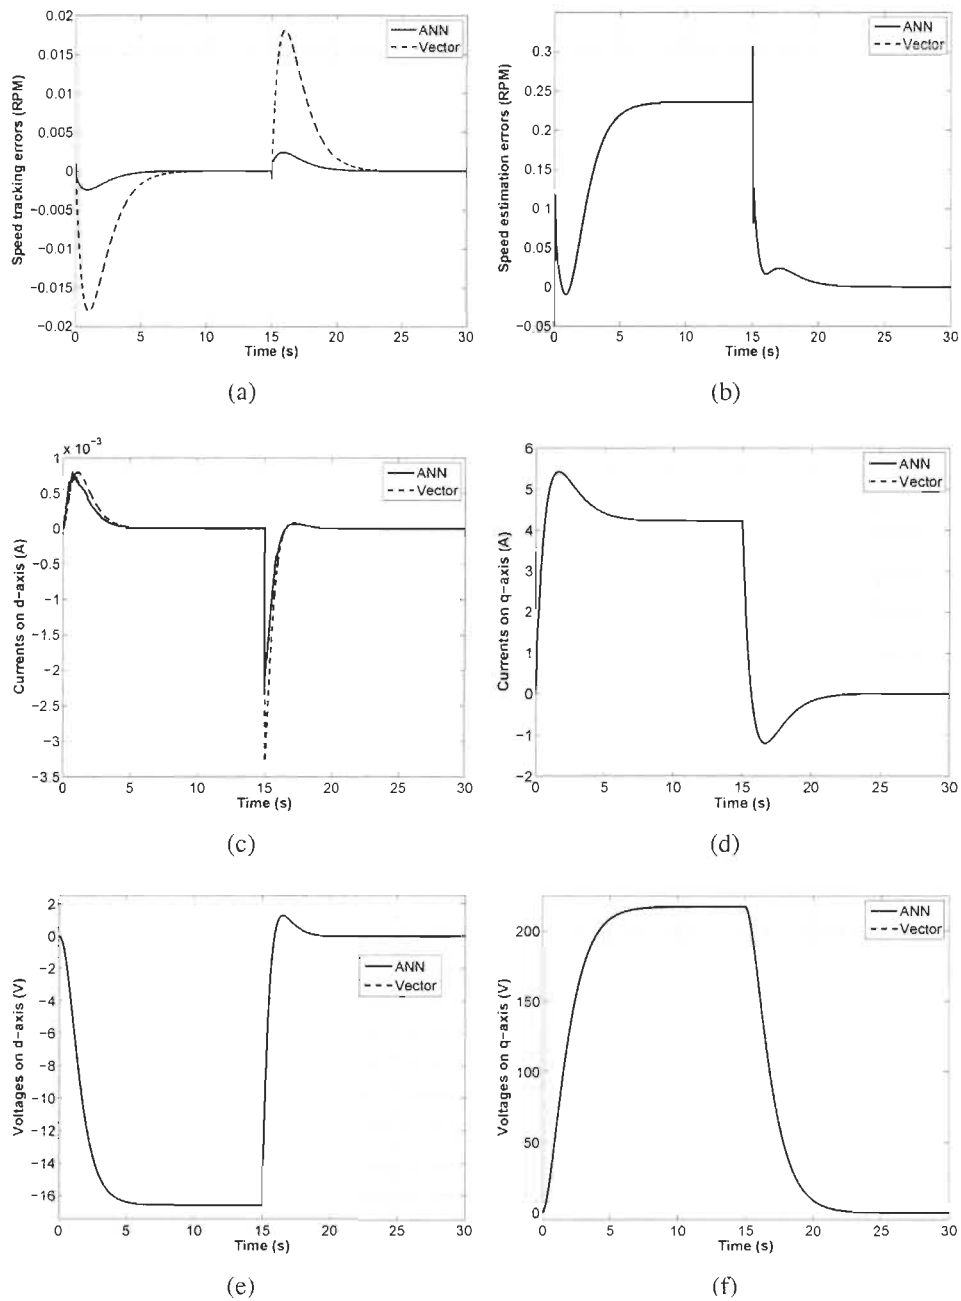 Speed tracking errors (RPM)
0.02
0.015
0.01
0.005
0
−0.005
−0.01
−0.015
−0.02
0 5 10 15 20 25 30
Time (s)
ANN
Vector
(a)
Speed estimation errors (RPM)
0.3
0.25
0.2
0.15
0.1
0.05
0
−0.05
0 5 10 15 20 25 30
Time (s)
ANN
Vector
(b)
x 10−3
Currents on d−axis (A)
1
0.5
0
−0.5
−1
−1.5
−2
−2.5
−3
−3.5
0 5 10 15 20 25 30
Time (s)
ANN
Vector
(c)
Currents on q−axis (A)
6
5
4
3
2
1
0
−1
−2
0 5 10 15 20 25 30
Time (s)
ANN
Vector
(d)
Voltages on d−axis (V)
2
0
−2
−4
−6
−8
−10
−12
−14
−16
0 5 10 15 20 25 30
Time (s)
ANN
Vector
(e)
Voltages on q−axis (V)
200
150
100
50
0
0 5 10 15 20 25 30
Time (s)
ANN
Vector
(f)